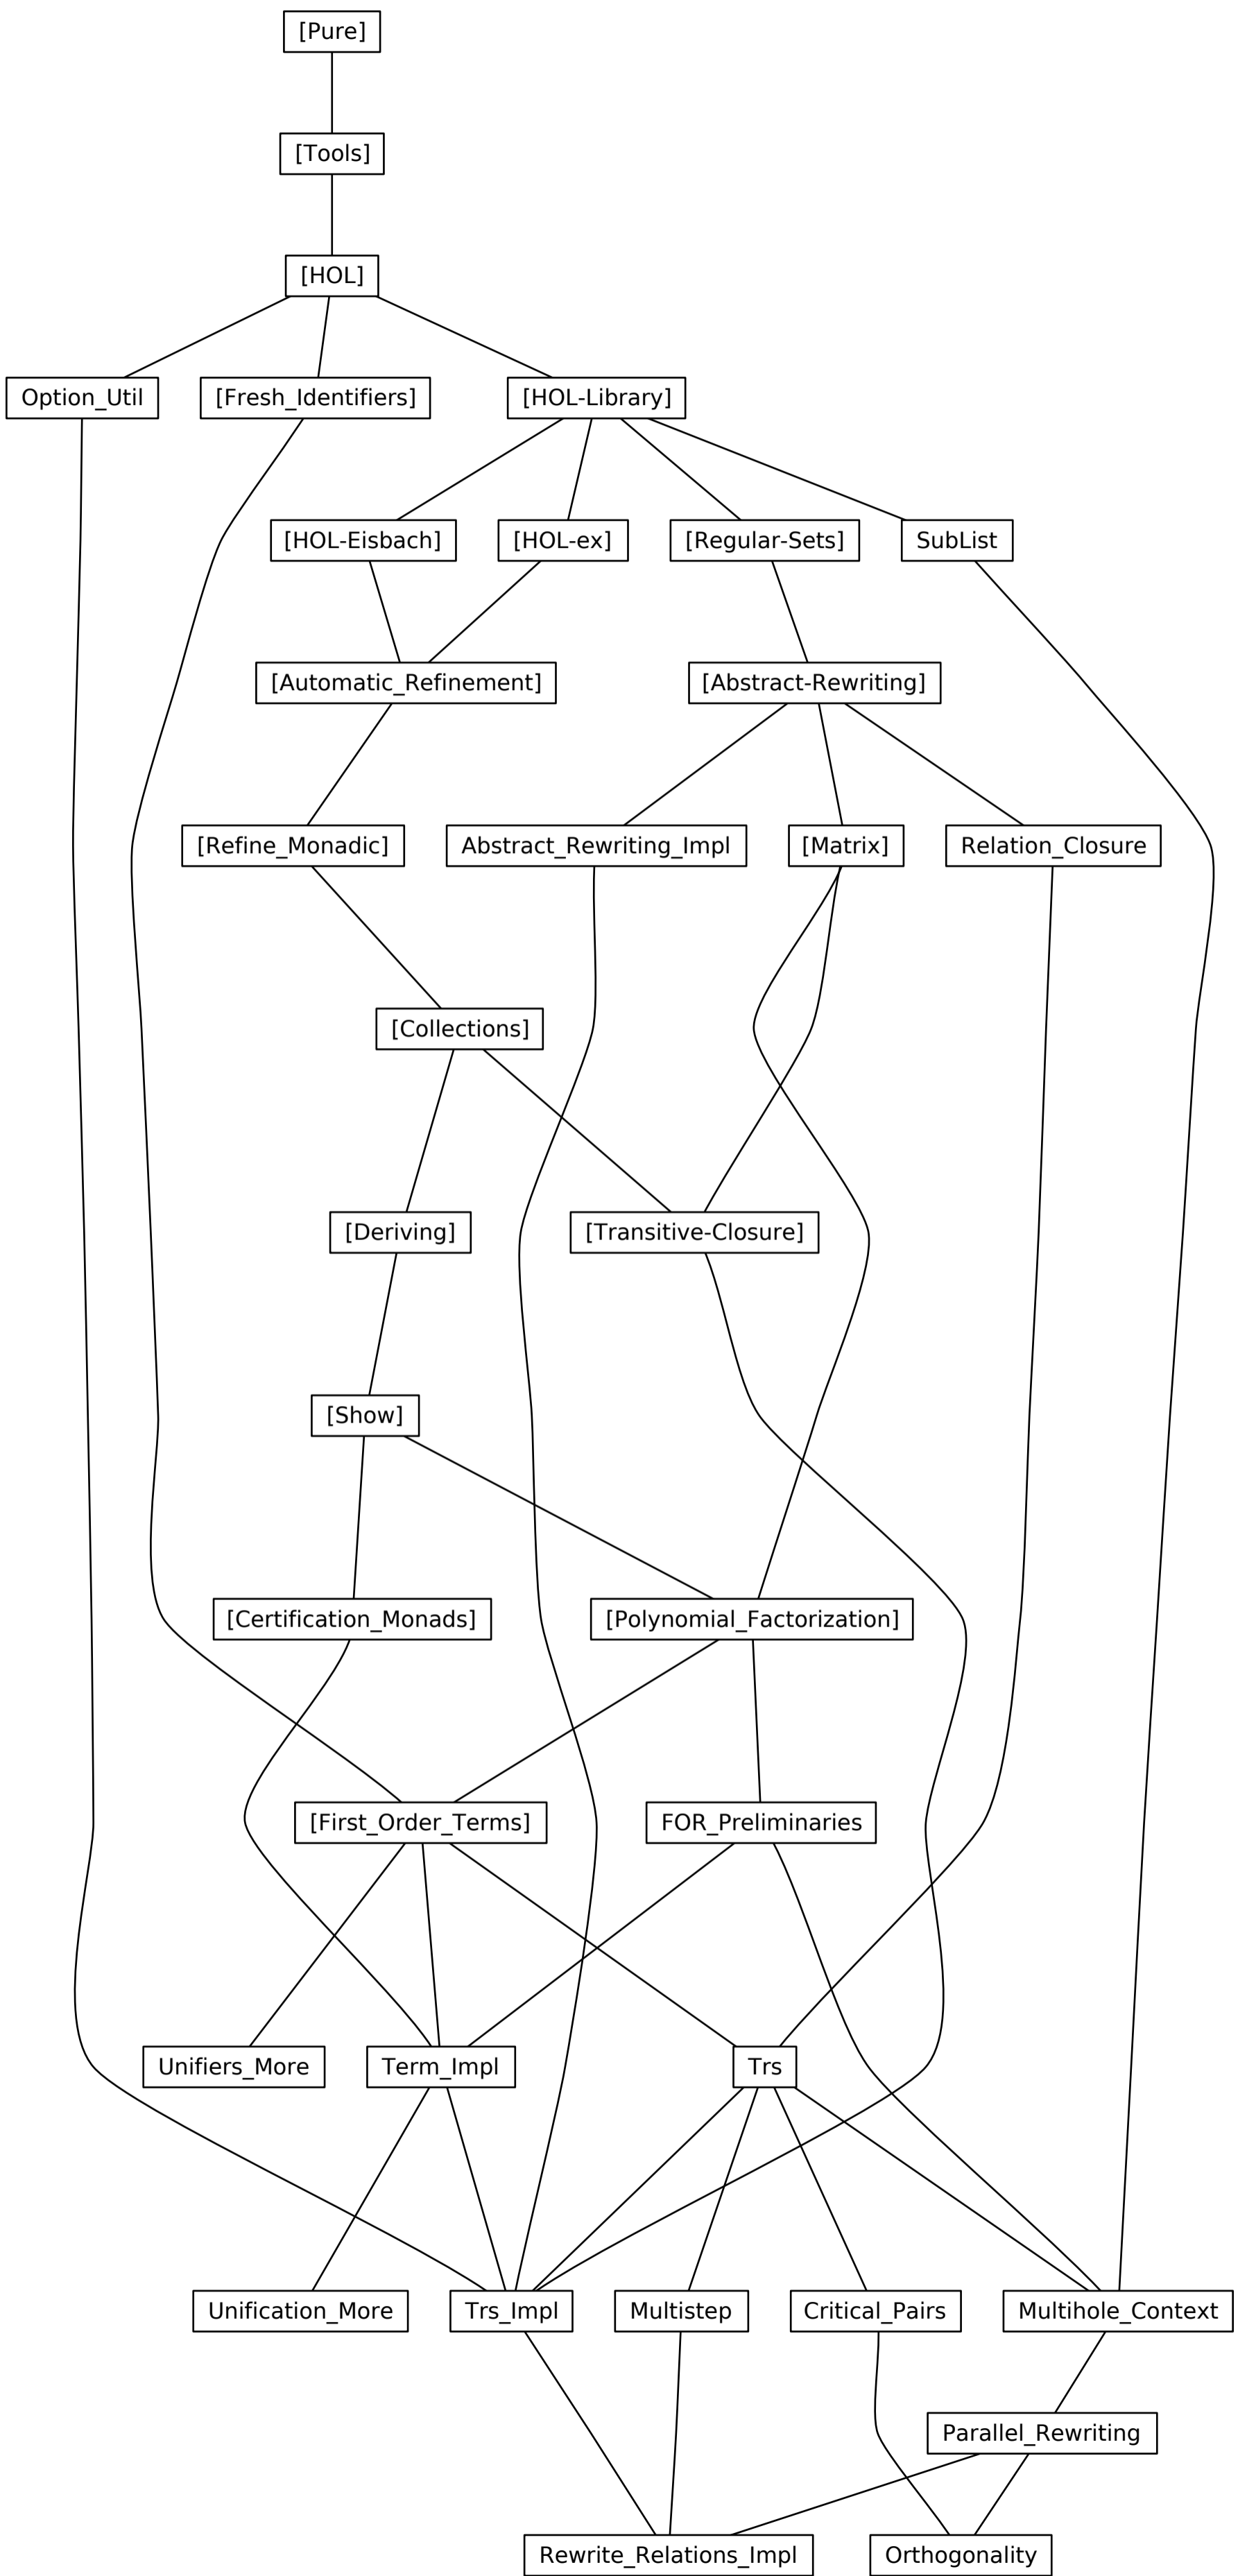 [Pure]
[Tools]
[HOL]
Option_Util
[Fresh_Identifiers]
[HOL-Library]
[HOL-Eisbach]
[HOL-ex]
[Regular-Sets]
SubList
[Automatic_Refinement]
[Abstract-Rewriting]
[Refine_Monadic]
Abstract_Rewriting_Impl
[Matrix]
Relation_Closure
[Collections]
[Deriving]
[Transitive-Closure]
[Show]
[Certification_Monads]
[Polynomial_Factorization]
[First_Order_Terms]
FOR_Preliminaries
Unifiers_More
Term_Impl
Trs
Unification_More
Trs_Impl
Multistep
Critical_Pairs
Multihole_Context
Parallel_Rewriting
Rewrite_Relations_Impl
Orthogonality